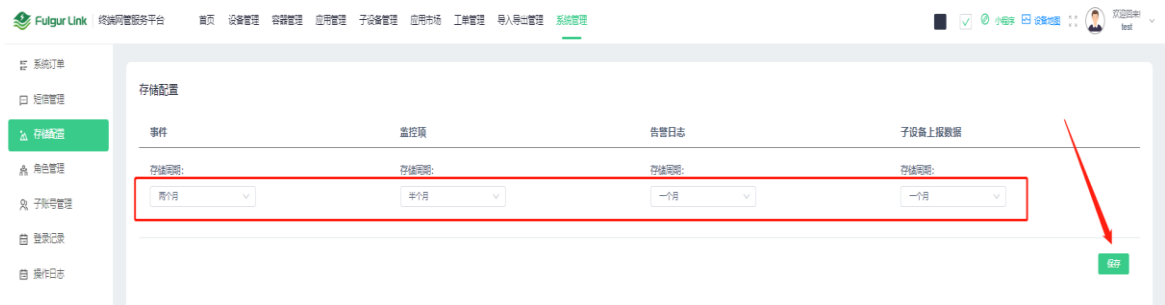 Fulgur Link 终端网管服务平台 首页 设备管理 容器管理 应用管理 子设备管理 应用市场 工单管理 导入导出管理 系统管理 小程序 设备地图 欢迎回来!
test
系统订单
短信管理
存储配置
角色管理
子账号管理
登录记录
操作日志
存储配置
事件 监控项 告警日志 子设备上报数据
存储周期: 存储周期: 存储周期: 存储周期:
两个月 半个月 一个月 一个月
保存